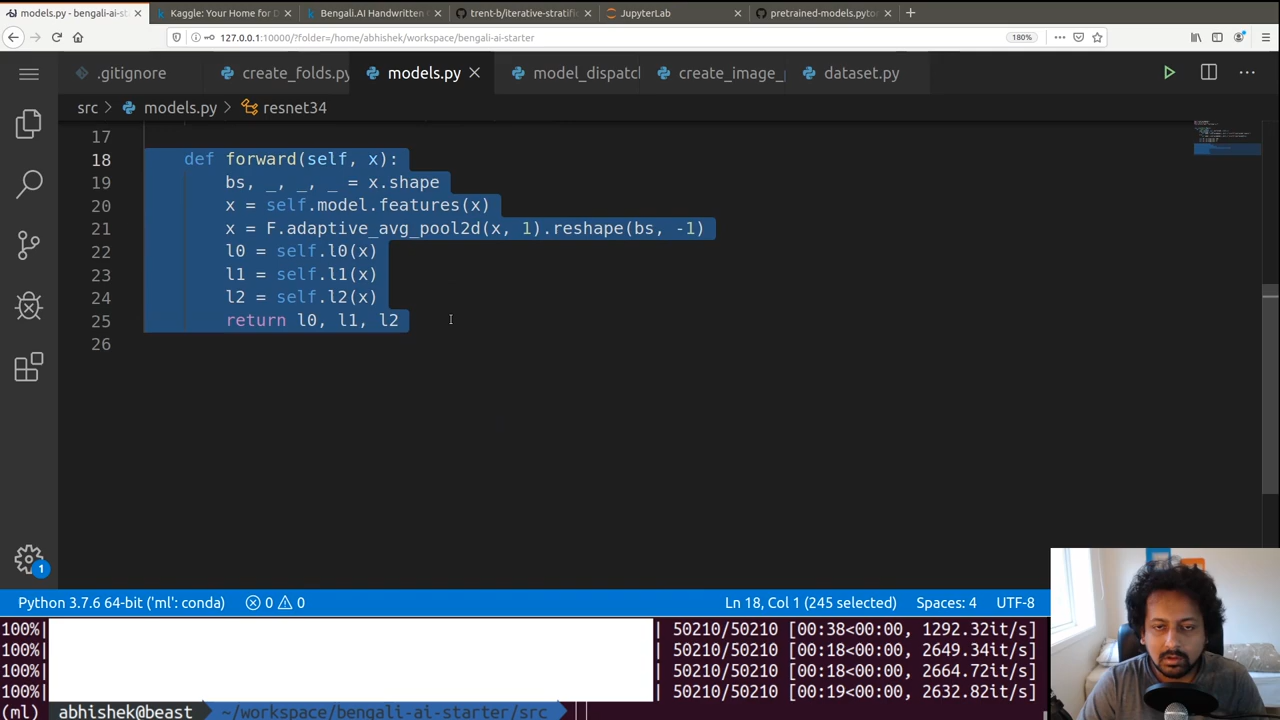 models.py - bengali-ai-st
Kaggle: Your Home for D
Bengali.AI Handwritten G
trent-b/iterative-stratifi
JupyterLab
pretrained-models.pytor
127.0.0.1:10000/?folder=/home/abhishek/workspace/bengali-ai-starter
180%
.gitignore
create_folds.py
models.py
model_dispatc
create_image_
dataset.py
src > models.py > resnet34
17
18 def forward(self, x):
19 bs, _, _, _ = x.shape
20 x = self.model.features(x)
21 x = F.adaptive_avg_pool2d(x, 1).reshape(bs, -1)
22 l0 = self.l0(x)
23 l1 = self.l1(x)
24 l2 = self.l2(x)
25 return l0, l1, l2
26
1
Python 3.7.6 64-bit ('ml': conda) 0 0 Ln 18, Col 1 (245 selected) Spaces: 4 UTF-8
100%| | 50210/50210 [00:38<00:00, 1292.32it/s]
100%| | 50210/50210 [00:18<00:00, 2649.34it/s]
100%| | 50210/50210 [00:18<00:00, 2664.72it/s]
100%| | 50210/50210 [00:19<00:00, 2632.82it/s]
(ml) abhishek@beast ~/workspace/bengali-ai-starter/src